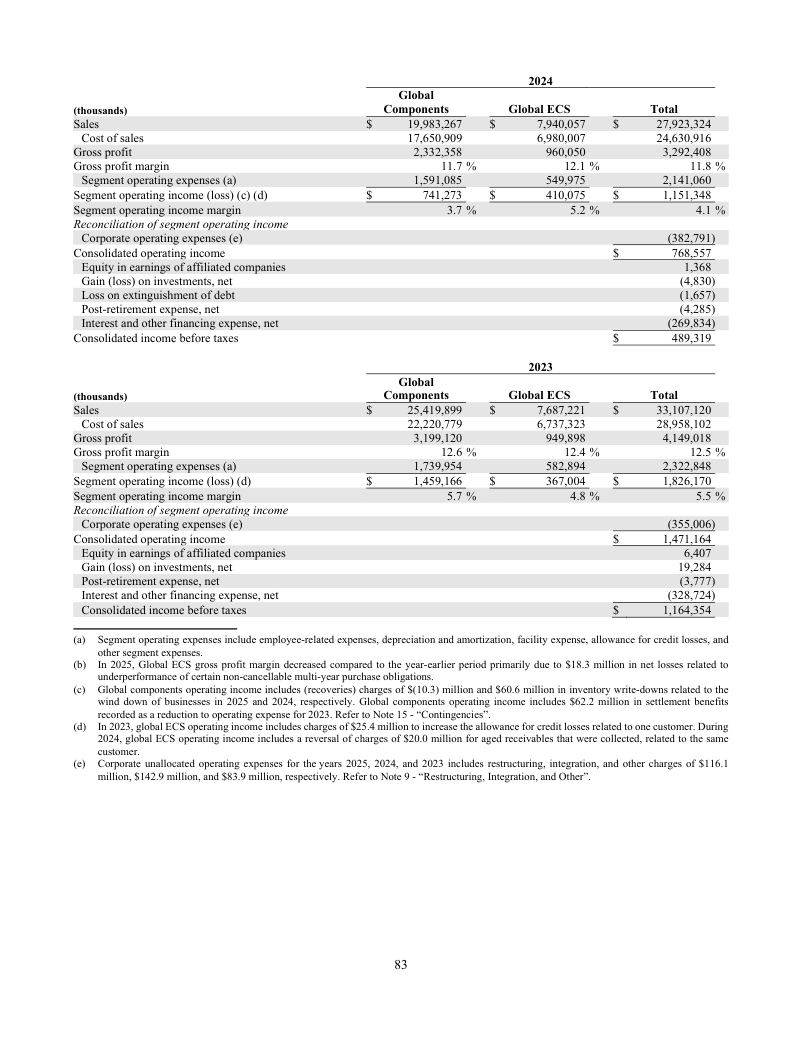 2024
Global
(thousands) Components Global ECS Total
Sales $ 19,983,267 $ 7,940,057 $ 27,923,324
Cost of sales 17,650,909 6,980,007 24,630,916
Gross profit 2,332,358 960,050 3,292,408
Gross profit margin 11.7 % 12.1 % 11.8 %
Segment operating expenses (a) 1,591,085 549,975 2,141,060
Segment operating income (loss) (c) (d) $ 741,273 $ 410,075 $ 1,151,348
Segment operating income margin 3.7 % 5.2 % 4.1 %
Reconciliation of segment operating income
Corporate operating expenses (e) (382,791)
Consolidated operating income $ 768,557
Equity in earnings of affiliated companies 1,368
Gain (loss) on investments, net (4,830)
Loss on extinguishment of debt (1,657)
Post-retirement expense, net (4,285)
Interest and other financing expense, net (269,834)
Consolidated income before taxes $ 489,319
2023
Global
(thousands) Components Global ECS Total
Sales $ 25,419,899 $ 7,687,221 $ 33,107,120
Cost of sales 22,220,779 6,737,323 28,958,102
Gross profit 3,199,120 949,898 4,149,018
Gross profit margin 12.6 % 12.4 % 12.5 %
Segment operating expenses (a) 1,739,954 582,894 2,322,848
Segment operating income (loss) (d) $ 1,459,166 $ 367,004 $ 1,826,170
Segment operating income margin 5.7 % 4.8 % 5.5 %
Reconciliation of segment operating income
Corporate operating expenses (e) (355,006)
Consolidated operating income $ 1,471,164
Equity in earnings of affiliated companies 6,407
Gain (loss) on investments, net 19,284
Post-retirement expense, net (3,777)
Interest and other financing expense, net (328,724)
Consolidated income before taxes $ 1,164,354
(a) Segment operating expenses include employee-related expenses, depreciation and amortization, facility expense, allowance for credit losses, and
other segment expenses.
(b) In 2025, Global ECS gross profit margin decreased compared to the year-earlier period primarily due to $18.3 million in net losses related to
underperformance of certain non-cancellable multi-year purchase obligations.
(c) Global components operating income includes (recoveries) charges of $(10.3) million and $60.6 million in inventory write-downs related to the
wind down of businesses in 2025 and 2024, respectively. Global components operating income includes $62.2 million in settlement benefits
recorded as a reduction to operating expense for 2023. Refer to Note 15 - “Contingencies”.
(d) In 2023, global ECS operating income includes charges of $25.4 million to increase the allowance for credit losses related to one customer. During
2024, global ECS operating income includes a reversal of charges of $20.0 million for aged receivables that were collected, related to the same
customer.
(e) Corporate unallocated operating expenses for the years 2025, 2024, and 2023 includes restructuring, integration, and other charges of $116.1
million, $142.9 million, and $83.9 million, respectively. Refer to Note 9 - “Restructuring, Integration, and Other”.
83